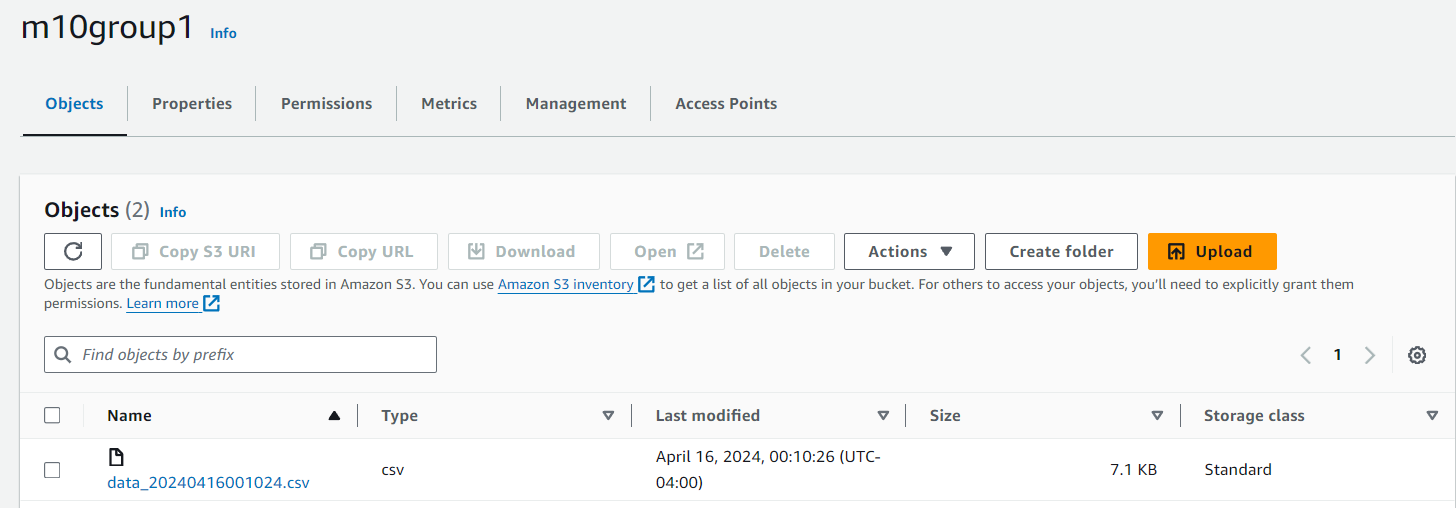 m10group1 Info
Objects Properties Permissions Metrics Management Access Points
Objects (2) Info
Copy S3 URI Copy URL Download Open Delete Actions Create folder Upload
Objects are the fundamental entities stored in Amazon S3. You can use Amazon S3 inventory to get a list of all objects in your bucket. For others to access your objects, you'll need to explicitly grant them
permissions. Learn more
Find objects by prefix 1
Name Type Last modified Size Storage class
data_20240416001024.csv csv April 16, 2024, 00:10:26 (UTC-
04:00) 7.1 KB Standard